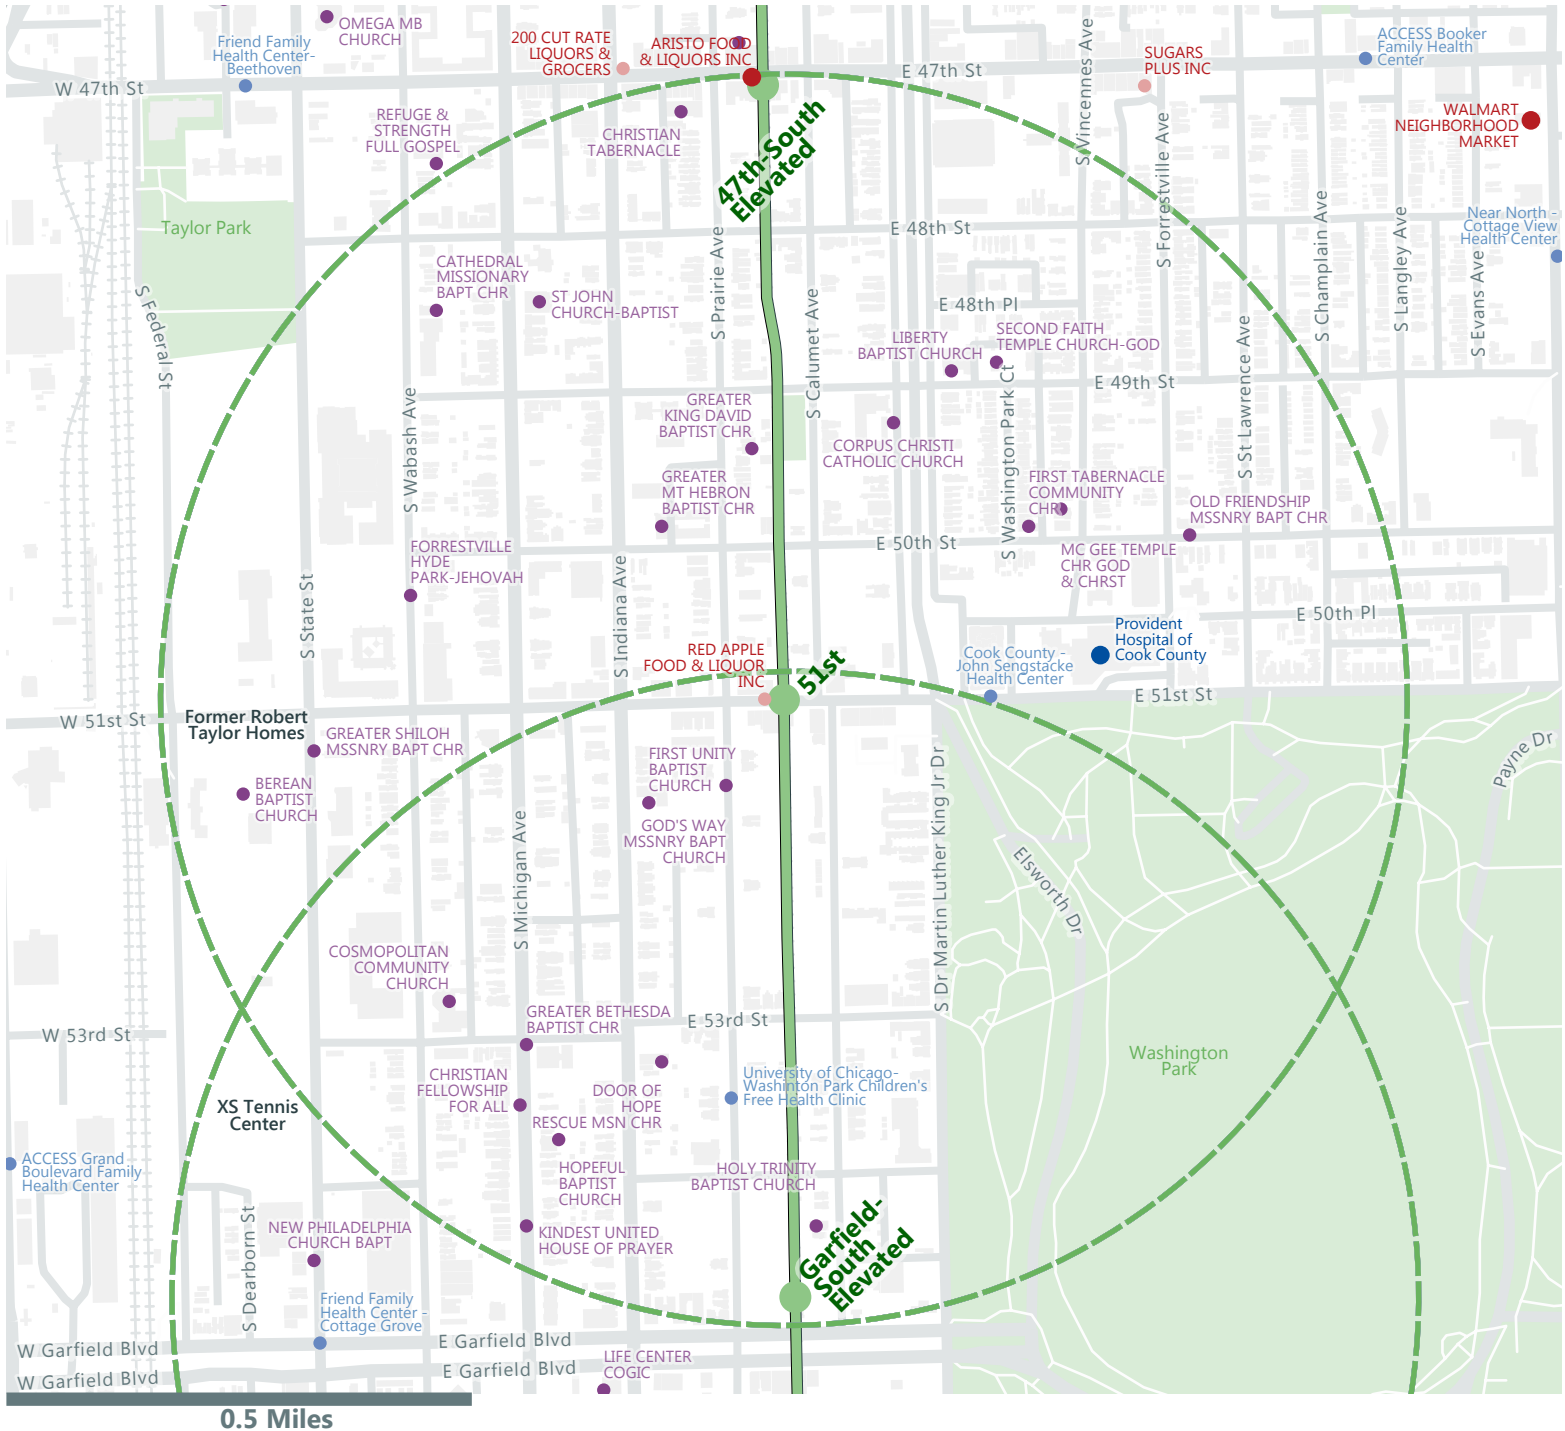 OMEGA MB
CHURCH
Friend Family
Health Center-
Beethoven
200 CUT RATE
LIQUORS &
GROCERS
ARISTO FOOD
& LIQUORS INC
E 47th St
W 47th St
SUGARS
PLUS INC
ACCESS Booker
Family Health
Center
WALMART
NEIGHBORHOOD
MARKET
REFUGE &
STRENGTH
FULL GOSPEL
CHRISTIAN
TABERNACLE
47th-South
Elevated
S Vincennes Ave
S Forrestville Ave
Taylor Park
E 48th St
Near North -
Cottage View
Health Center
CATHEDRAL
MISSIONARY
BAPT CHR
ST JOHN
CHURCH-BAPTIST
S Prairie Ave
S Federal St
S Calumet Ave
E 48th Pl
S Champlain Ave
S Langley Ave
S Evans Ave
LIBERTY
BAPTIST CHURCH
SECOND FAITH
TEMPLE CHURCH-GOD
E 49th St
S St Lawrence Ave
S Wabash Ave
GREATER
KING DAVID
BAPTIST CHR
CORPUS CHRISTI
CATHOLIC CHURCH
S Washington Park Ct
GREATER
MT HEBRON
BAPTIST CHR
FIRST TABERNACLE
COMMUNITY
CHR
OLD FRIENDSHIP
MSSNRY BAPT CHR
E 50th St
MC GEE TEMPLE
CHR GOD
& CHRST
FORRESTVILLE
HYDE
PARK-JEHOVAH
S State St
S Indiana Ave
E 50th Pl
Provident
Hospital of
Cook County
RED APPLE
FOOD & LIQUOR
INC
51st
Cook County -
John Sengstacke
Health Center
E 51st St
W 51st St
Former Robert
Taylor Homes
GREATER SHILOH
MSSNRY BAPT CHR
BEREAN
BAPTIST
CHURCH
FIRST UNITY
BAPTIST
CHURCH
GOD'S WAY
MSSNRY BAPT
CHURCH
S Michigan Ave
S Dr Martin Luther King Jr Dr
Elsworth Dr
Payne Dr
COSMOPOLITAN
COMMUNITY
CHURCH
GREATER BETHESDA
BAPTIST CHR
E 53rd St
W 53rd St
CHRISTIAN
FELLOWSHIP
FOR ALL
DOOR OF
HOPE
RESCUE MSN CHR
University of Chicago-
Washinton Park Children's
Free Health Clinic
Washington
Park
XS Tennis
Center
ACCESS Grand
Boulevard Family
Health Center
HOPEFUL
BAPTIST
CHURCH
HOLY TRINITY
BAPTIST CHURCH
NEW PHILADELPHIA
CHURCH BAPT
KINDEST UNITED
HOUSE OF PRAYER
Garfield-
South
Elevated
S Dearborn St
Friend Family
Health Center -
Cottage Grove
W Garfield Blvd
E Garfield Blvd
W Garfield Blvd
E Garfield Blvd
LIFE CENTER
COGIC
0.5 Miles